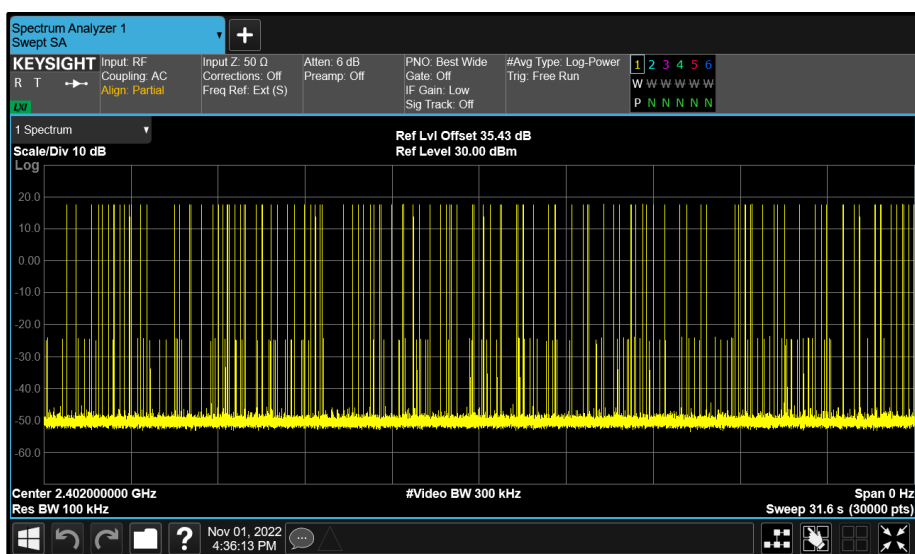 Spectrum Analyzer 1
Swept SA
KEYSIGHT
R T
LXI
Input: RF
Coupling: AC
Align: Partial
Input Z: 50 Ω
Corrections: Off
Freq Ref: Ext (S)
Atten: 6 dB
Preamp: Off
PNO: Best Wide
Gate: Off
IF Gain: Low
Sig Track: Off
#Avg Type: Log-Power
Trig: Free Run
1 2 3 4 5 6
W W W W W W
P N N N N N
1 Spectrum
Scale/Div 10 dB
Ref Lvl Offset 35.43 dB
Ref Level 30.00 dBm
Log
20.0
10.0
0.00
-10.0
-20.0
-30.0
-40.0
-50.0
-60.0
Center 2.402000000 GHz
Res BW 100 kHz
#Video BW 300 kHz
Span 0 Hz
Sweep 31.6 s (30000 pts)
?
Nov 01, 2022
4:36:13 PM